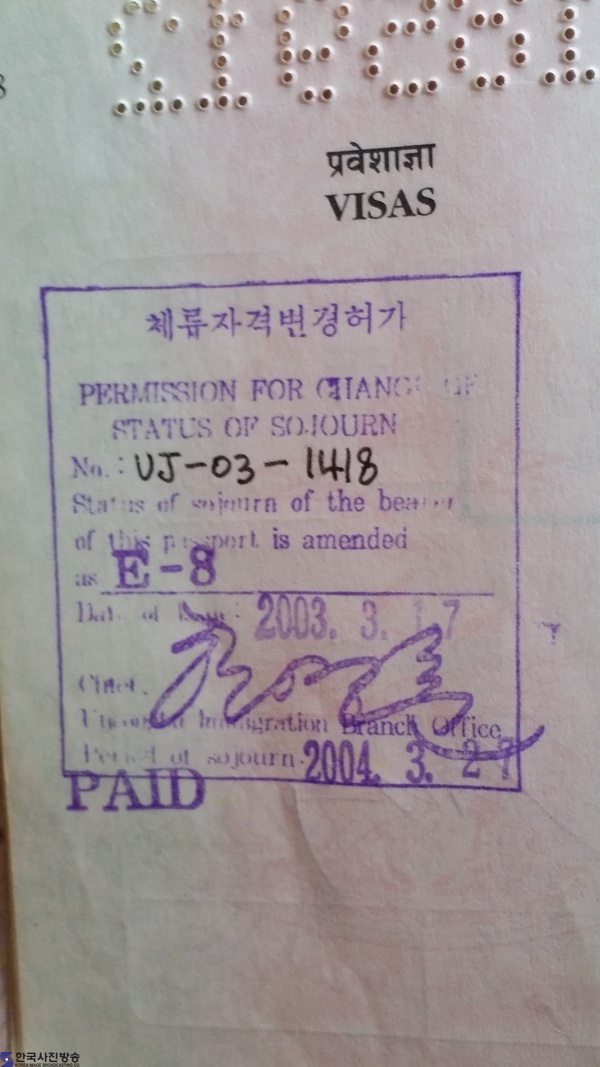 प्रवेशाज्ञा
VISAS
체류자격변경허가
PERMISSION FOR CHANGE OF
STATUS OF SOJOURN
No. : UJ-03-1418
Status of sojourn of the bearer
of this passport is amended
as E-8
Date of : 2003. 3. 17
Chief,
Immigration Branch Office
Period of sojourn 2004. 3. 27
PAID
한국사진방송